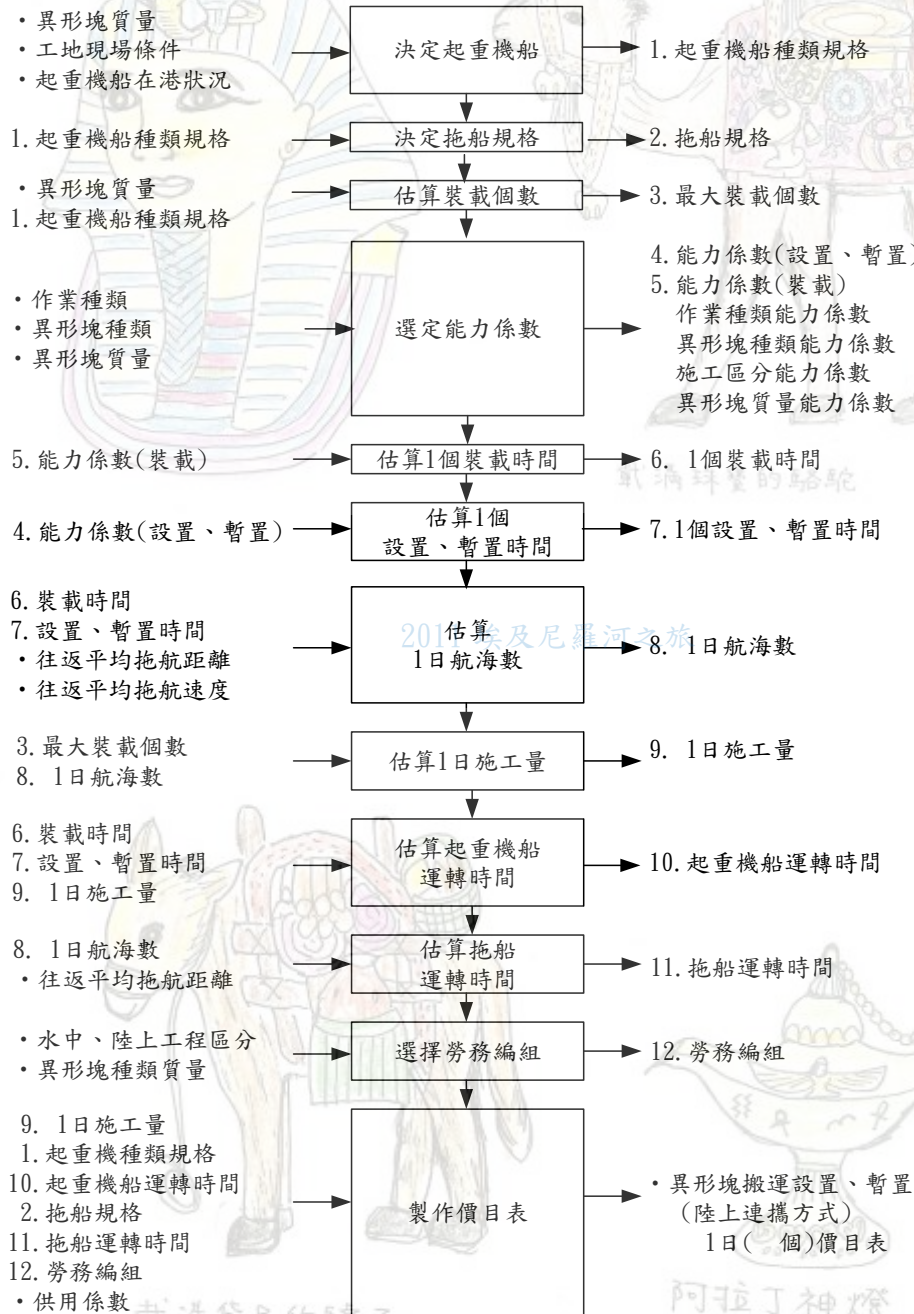 ・異形塊質量
・工地現場條件
・起重機船在港狀況
決定起重機船
1.起重機船種類規格
1.起重機船種類規格
決定拖船規格
2.拖船規格
・異形塊質量
1.起重機船種類規格
估算裝載個數
3.最大裝載個數
・作業種類
・異形塊種類
・異形塊質量
選定能力係數
4.能力係數(設置、暫置)
5.能力係數(裝載)
作業種類能力係數
異形塊種類能力係數
施工區分能力係數
異形塊質量能力係數
5.能力係數(裝載)
估算1個裝載時間
6. 1個裝載時間
載滿珠寶的駱駝
4.能力係數(設置、暫置)
估算1個
設置、暫置時間
7.1個設置、暫置時間
6.裝載時間
7.設置、暫置時間
・往返平均拖航距離
・往返平均拖航速度
2017 埃及尼羅河之旅
估算
1日航海數
8. 1日航海數
3.最大裝載個數
8. 1日航海數
估算1日施工量
9. 1日施工量
6.裝載時間
7.設置、暫置時間
9. 1日施工量
估算起重機船
運轉時間
10.起重機船運轉時間
8. 1日航海數
・往返平均拖航距離
估算拖船
運轉時間
11.拖船運轉時間
・水中、陸上工程區分
・異形塊種類質量
選擇勞務編組
12.勞務編組
9. 1日施工量
1.起重機種類規格
10.起重機船運轉時間
2.拖船規格
11.拖船運轉時間
12.勞務編組
・供用係數
製作價目表
・異形塊搬運設置、暫置
(陸上連攜方式)
1日( 個)價目表
阿拉丁神燈